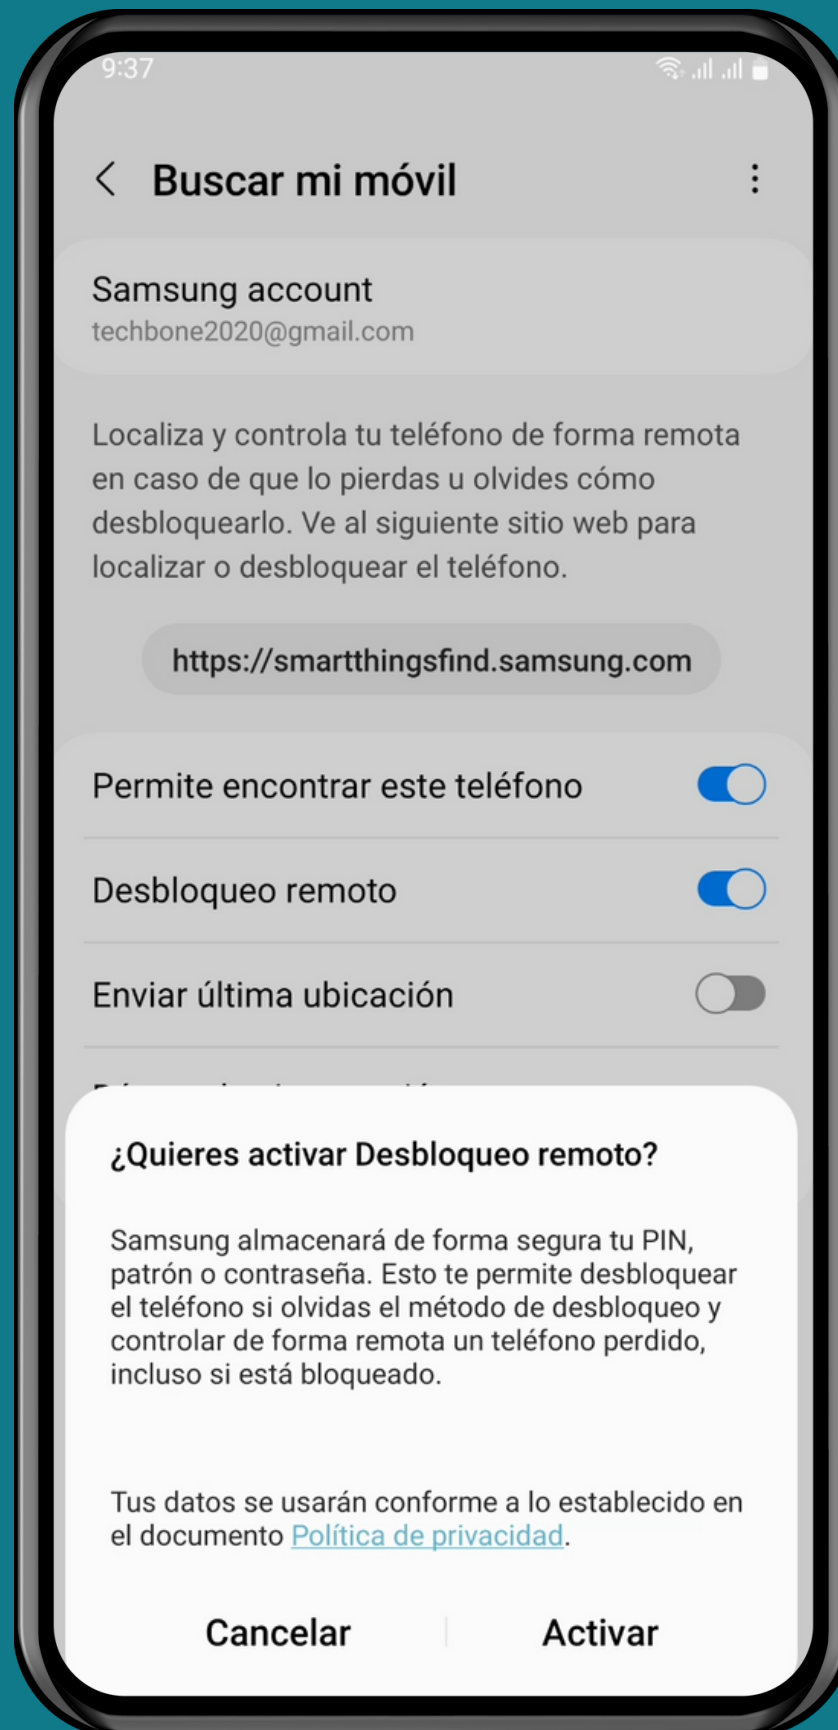 9:37
Buscar mi móvil
Samsung account
techbone2020@gmail.com
Localiza y controla tu teléfono de forma remota
en caso de que lo pierdas u olvides cómo
desbloquearlo. Ve al siguiente sitio web para
localizar o desbloquear el teléfono.
https://smartthingsfind.samsung.com
Permite encontrar este teléfono
Desbloqueo remoto
Enviar última ubicación
¿Quieres activar Desbloqueo remoto?
Samsung almacenará de forma segura tu PIN,
patrón o contraseña. Esto te permite desbloquear
el teléfono si olvidas el método de desbloqueo y
controlar de forma remota un teléfono perdido,
incluso si está bloqueado.
Tus datos se usarán conforme a lo establecido en
el documento Política de privacidad.
Cancelar
Activar